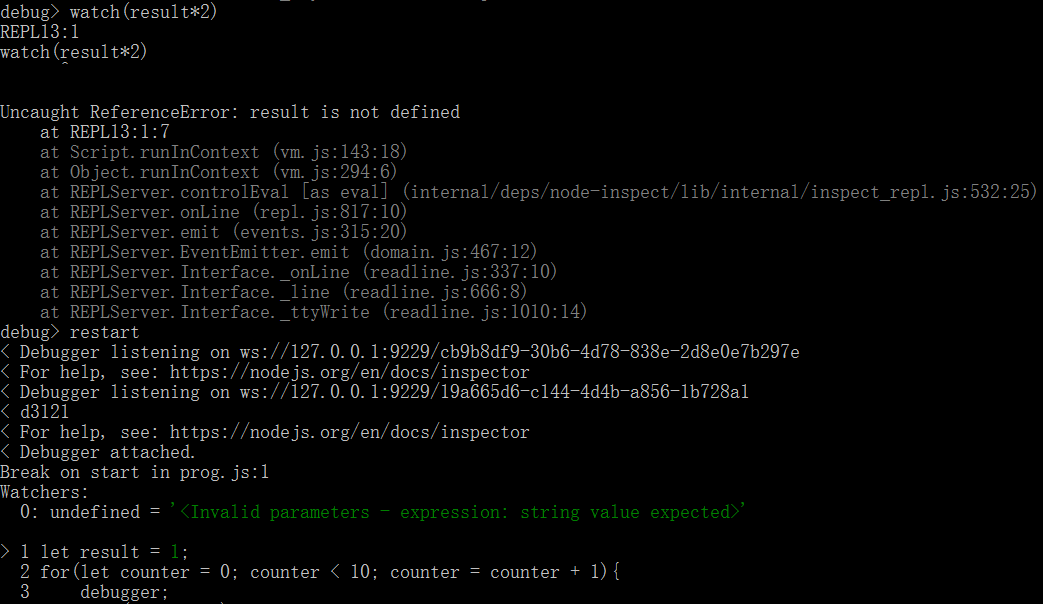 debug> watch(result*2)
REPL13:1
watch(result*2)
^
Uncaught ReferenceError: result is not defined
    at REPL13:1:7
    at Script.runInContext (vm.js:143:18)
    at Object.runInContext (vm.js:294:6)
    at REPLServer.controlEval [as eval] (internal/deps/node-inspect/lib/internal/inspect_repl.js:532:25)
    at REPLServer.onLine (repl.js:817:10)
    at REPLServer.emit (events.js:315:20)
    at REPLServer.EventEmitter.emit (domain.js:467:12)
    at REPLServer.Interface._onLine (readline.js:337:10)
    at REPLServer.Interface._line (readline.js:666:8)
    at REPLServer.Interface._ttyWrite (readline.js:1010:14)
debug> restart
< Debugger listening on ws://127.0.0.1:9229/cb9b8df9-30b6-4d78-838e-2d8e0e7b297e
< For help, see: https://nodejs.org/en/docs/inspector
< Debugger listening on ws://127.0.0.1:9229/19a665d6-c144-4d4b-a856-1b728a1
< d3121
< For help, see: https://nodejs.org/en/docs/inspector
< Debugger attached.
Break on start in prog.js:1
Watchers:
  0: undefined = '<Invalid parameters - expression: string value expected>'
> 1 let result = 1;
  2 for(let counter = 0; counter < 10; counter = counter + 1){
  3     debugger;